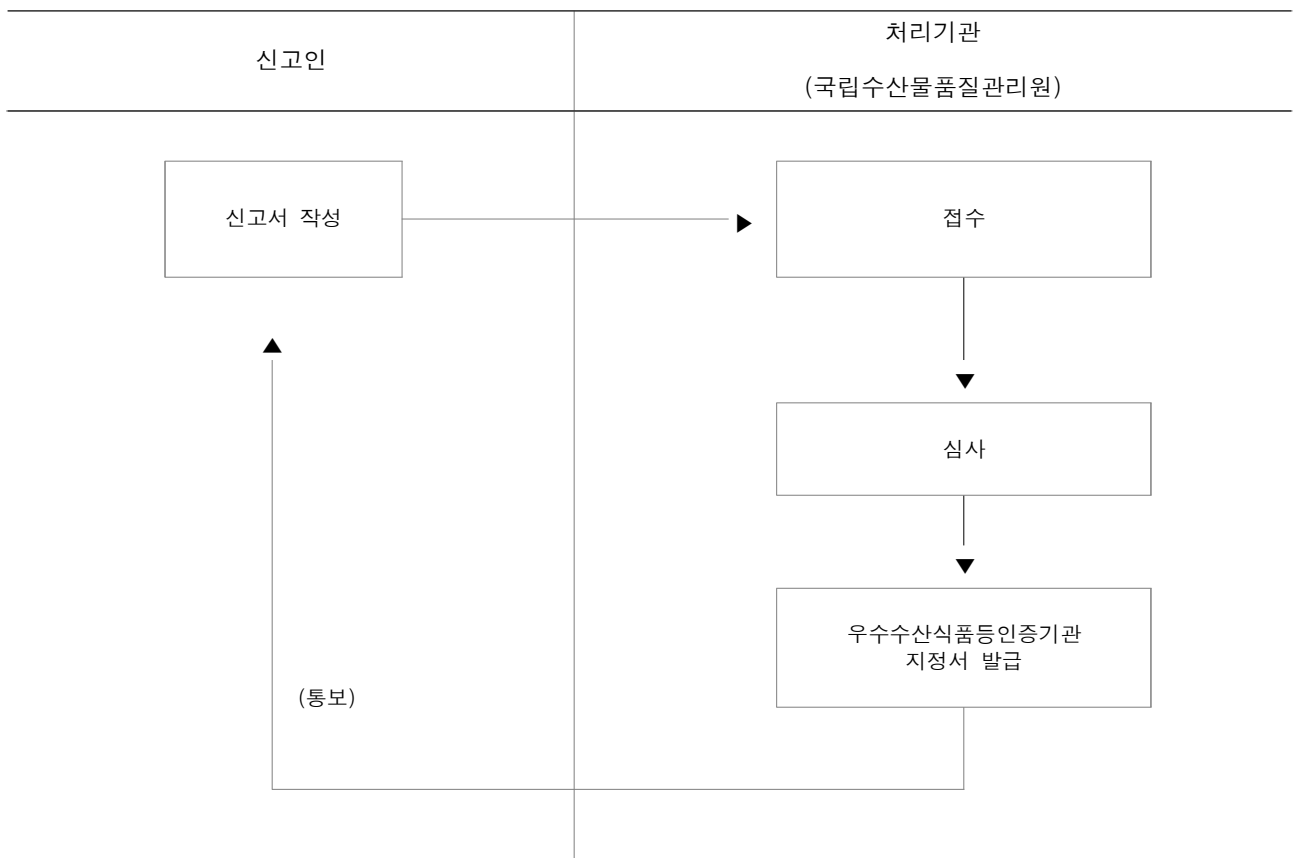 신고인
처리기관
(국립수산물품질관리원)
신고서 작성
접수
심사
우수수산식품등인증기관
지정서 발급
(통보)